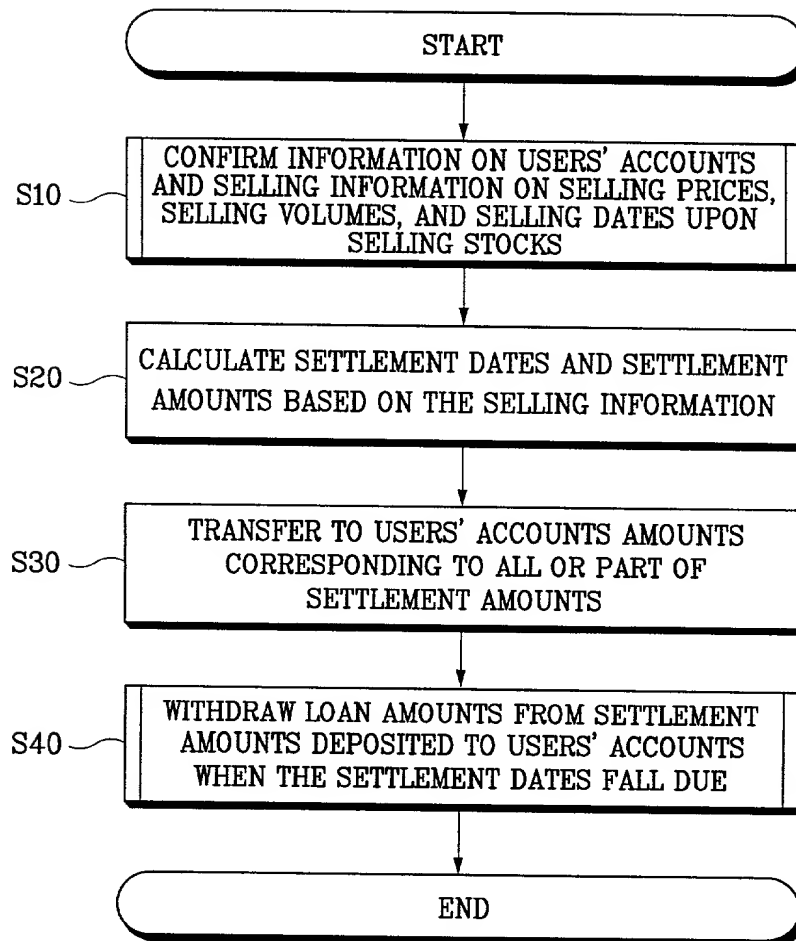 START
S10
CONFIRM INFORMATION ON USERS' ACCOUNTS
AND SELLING INFORMATION ON SELLING PRICES,
SELLING VOLUMES, AND SELLING DATES UPON
SELLING STOCKS
S20
CALCULATE SETTLEMENT DATES AND SETTLEMENT
AMOUNTS BASED ON THE SELLING INFORMATION
S30
TRANSFER TO USERS' ACCOUNTS AMOUNTS
CORRESPONDING TO ALL OR PART OF
SETTLEMENT AMOUNTS
S40
WITHDRAW LOAN AMOUNTS FROM SETTLEMENT
AMOUNTS DEPOSITED TO USERS' ACCOUNTS
WHEN THE SETTLEMENT DATES FALL DUE
END